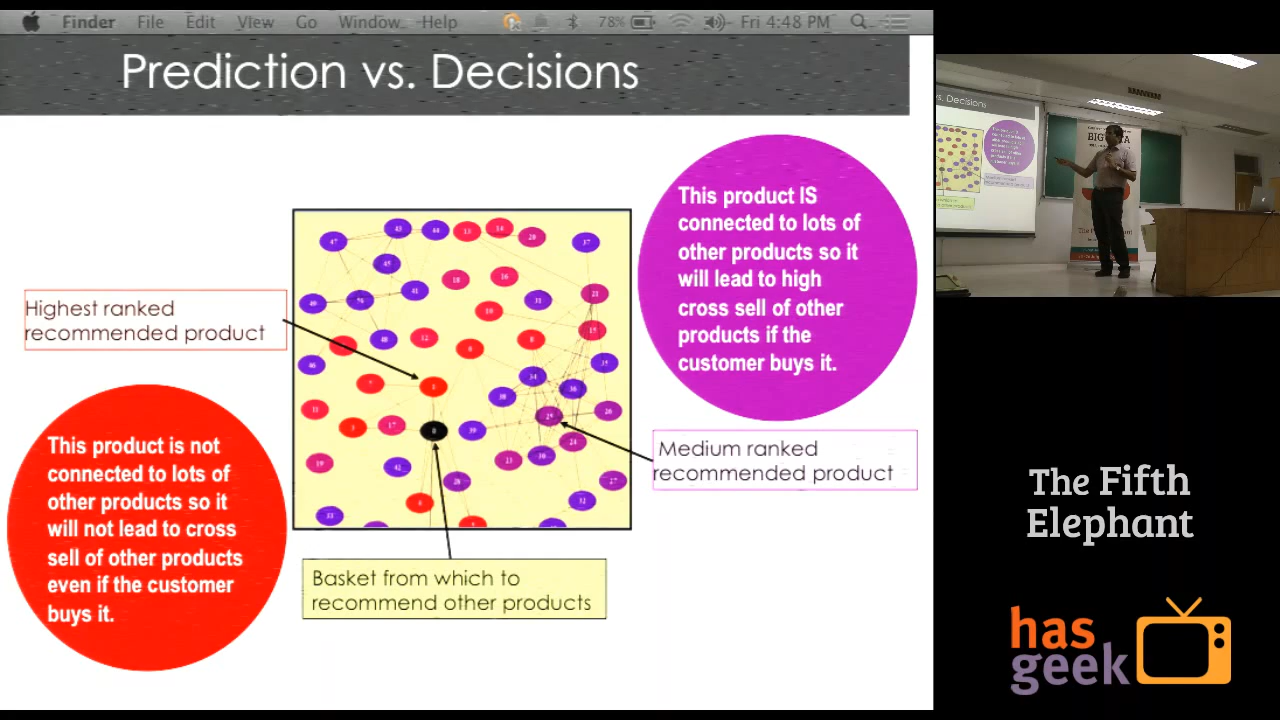 Finder File Edit View Go Window Help 78% Fri 4:48 PM
Prediction vs. Decisions
Highest ranked
recommended product
This product is not
connected to lots of
other products so it
will not lead to cross
sell of other products
even if the customer
buys it.
This product IS
connected to lots of
other products so it
will lead to high
cross sell of other
products if the
customer buys it.
Medium ranked
recommended product
Basket from which to
recommend other products
The Fifth
Elephant
has
geek